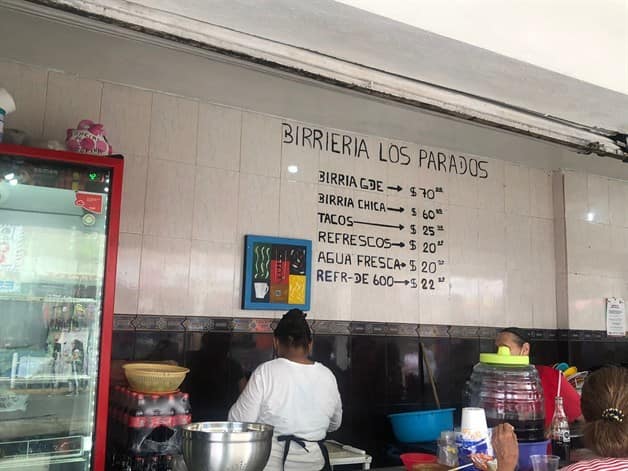 BIRRIERIA LOS PARADOS
BIRRIA GDE → $ 70.00
BIRRIA CHICA → $ 60.00
TACOS → $ 25.00
REFRESCOS → $ 20.00
AGUA FRESCA → $ 20.00
REFR-DE 600 → $ 22.00